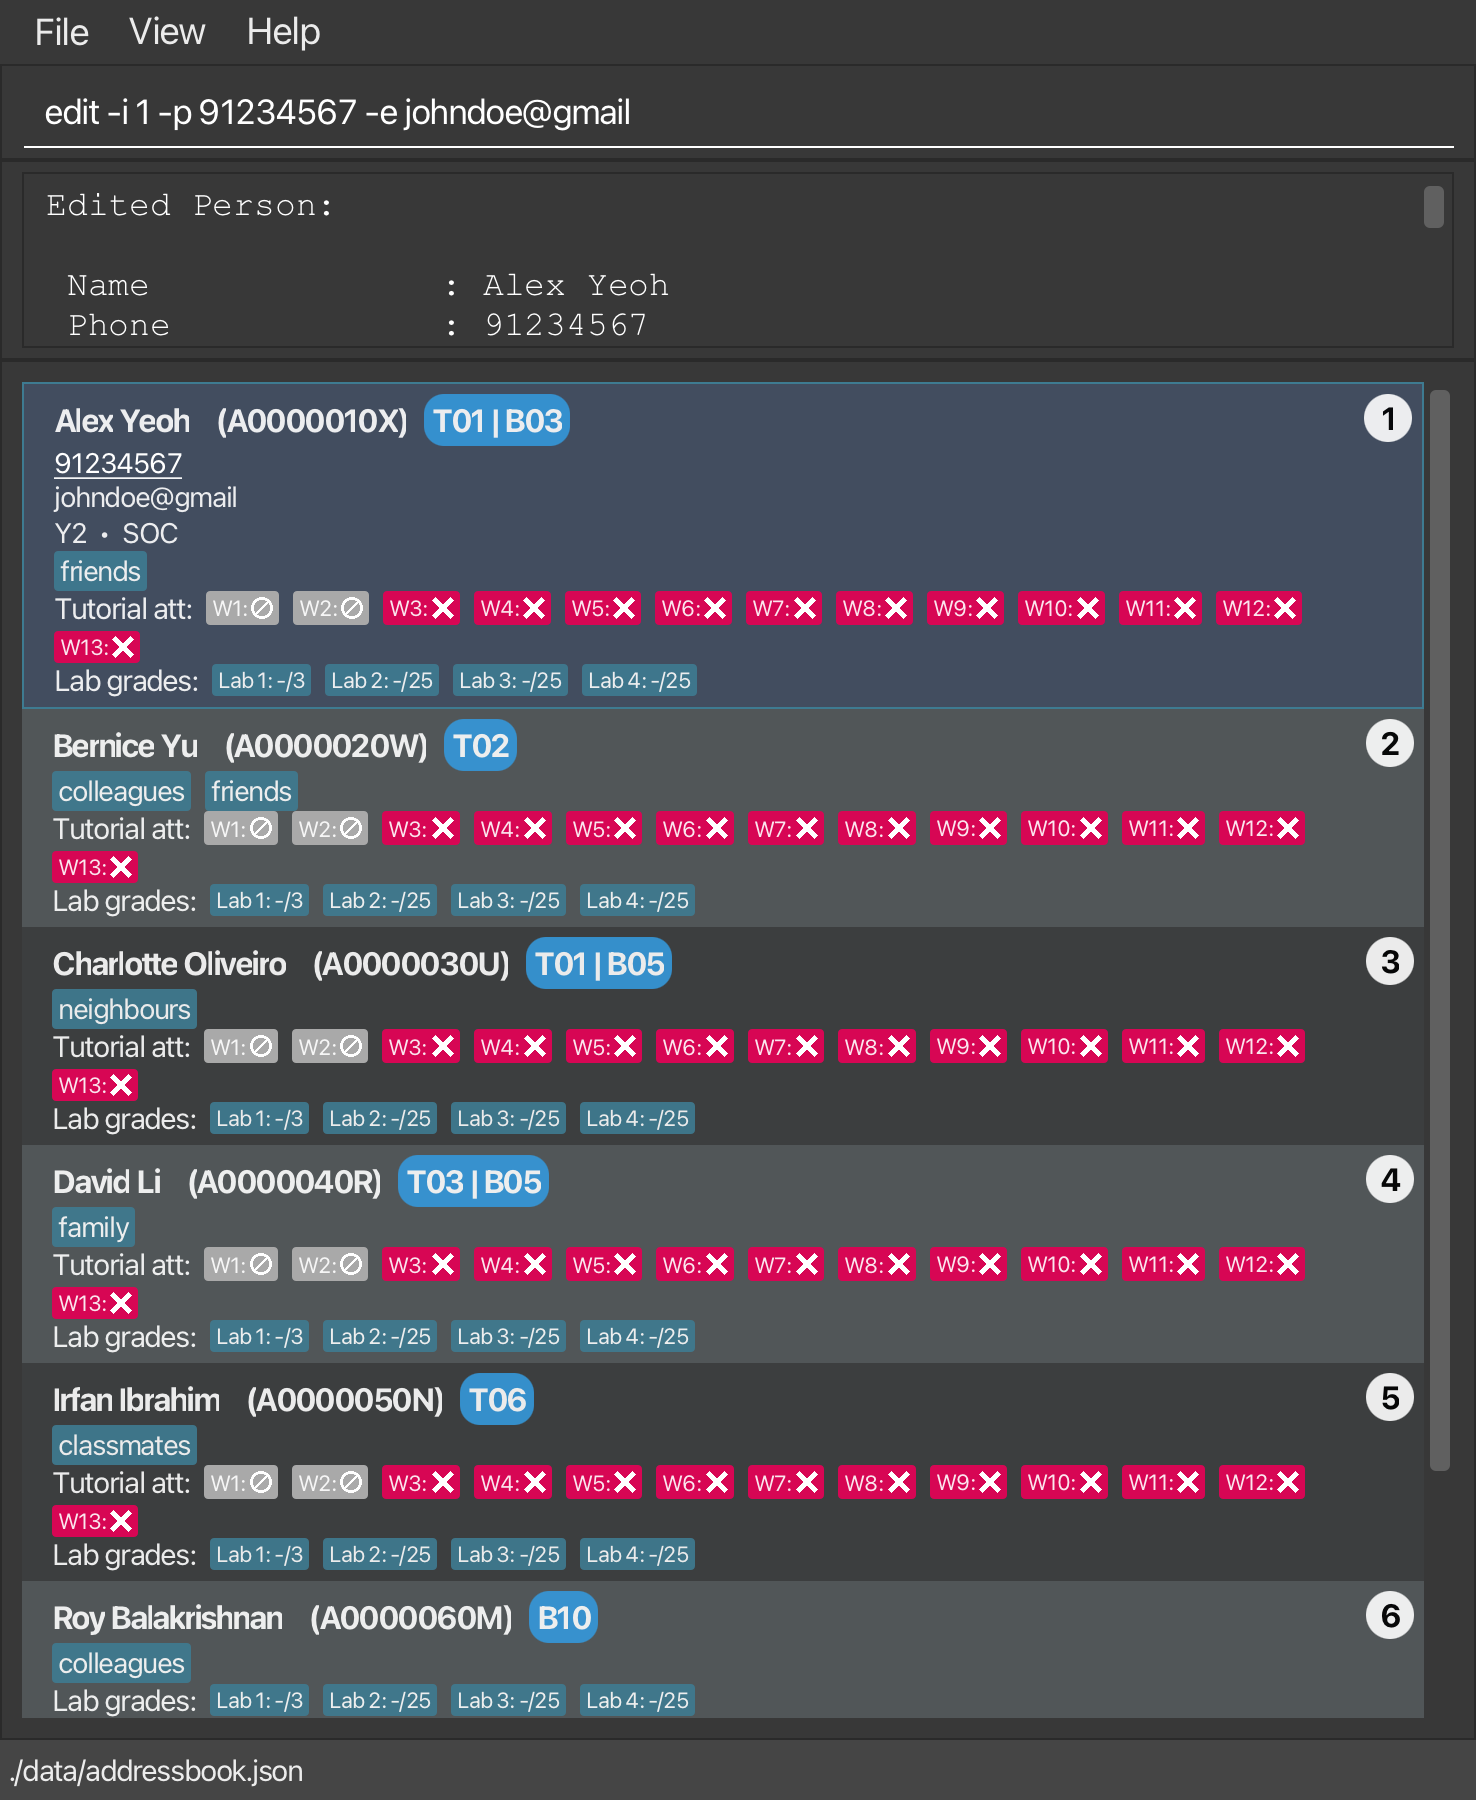 File View Help
edit -i 1 -p 91234567 -e johndoe@gmail
Edited Person:
Name : Alex Yeoh
Phone : 91234567
Alex Yeoh (A0000010X) T01 | B03 1
91234567
johndoe@gmail
Y2 • SOC
friends
Tutorial att: W1: W2: W3: W4: W5: W6: W7: W8: W9: W10: W11: W12:
W13:
Lab grades: Lab 1: -/3 Lab 2: -/25 Lab 3: -/25 Lab 4: -/25
Bernice Yu (A0000020W) T02 2
colleagues friends
Tutorial att: W1: W2: W3: W4: W5: W6: W7: W8: W9: W10: W11: W12:
W13:
Lab grades: Lab 1: -/3 Lab 2: -/25 Lab 3: -/25 Lab 4: -/25
Charlotte Oliveiro (A0000030U) T01 | B05 3
neighbours
Tutorial att: W1: W2: W3: W4: W5: W6: W7: W8: W9: W10: W11: W12:
W13:
Lab grades: Lab 1: -/3 Lab 2: -/25 Lab 3: -/25 Lab 4: -/25
David Li (A0000040R) T03 | B05 4
family
Tutorial att: W1: W2: W3: W4: W5: W6: W7: W8: W9: W10: W11: W12:
W13:
Lab grades: Lab 1: -/3 Lab 2: -/25 Lab 3: -/25 Lab 4: -/25
Irfan Ibrahim (A0000050N) T06 5
classmates
Tutorial att: W1: W2: W3: W4: W5: W6: W7: W8: W9: W10: W11: W12:
W13:
Lab grades: Lab 1: -/3 Lab 2: -/25 Lab 3: -/25 Lab 4: -/25
Roy Balakrishnan (A0000060M) B10 6
colleagues
Lab grades: Lab 1: -/3 Lab 2: -/25 Lab 3: -/25 Lab 4: -/25
./data/addressbook.json